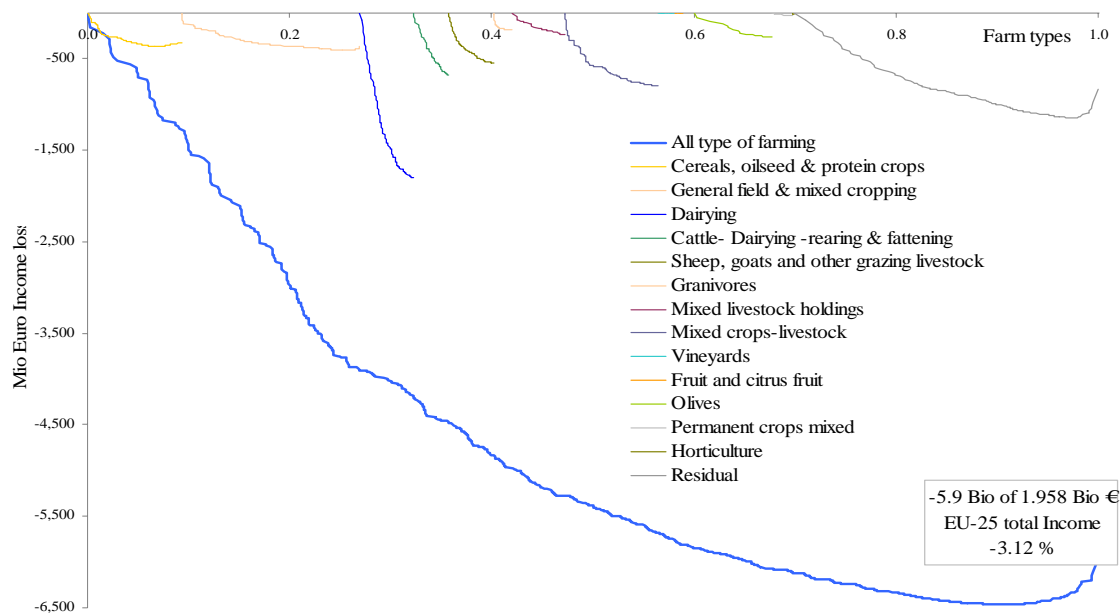 0.0 0.2 0.4 0.6 0.8 1.0
Farm types
-500
-1,500
-2,500
-3,500
-4,500
-5,500
-6,500
Mio Euro Income loss
All type of farming
Cereals, oilseed & protein crops
General field & mixed cropping
Dairying
Cattle- Dairying -rearing & fattening
Sheep, goats and other grazing livestock
Granivores
Mixed livestock holdings
Mixed crops-livestock
Vineyards
Fruit and citrus fruit
Olives
Permanent crops mixed
Horticulture
Residual
-5.9 Bio of 1.958 Bio €
EU-25 total Income
-3.12 %